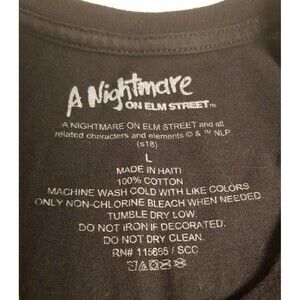 A Nightmare
ON ELM STREET™
A NIGHTMARE ON ELM STREET and all
related characters and elements © & ™ NLP
(s18)
L
MADE IN HAITI
100% COTTON
MACHINE WASH COLD WITH LIKE COLORS
ONLY NON-CHLORINE BLEACH WHEN NEEDED
TUMBLE DRY LOW
DO NOT IRON IF DECORATED.
DO NOT DRY CLEAN.
RN# 115655 / SCC